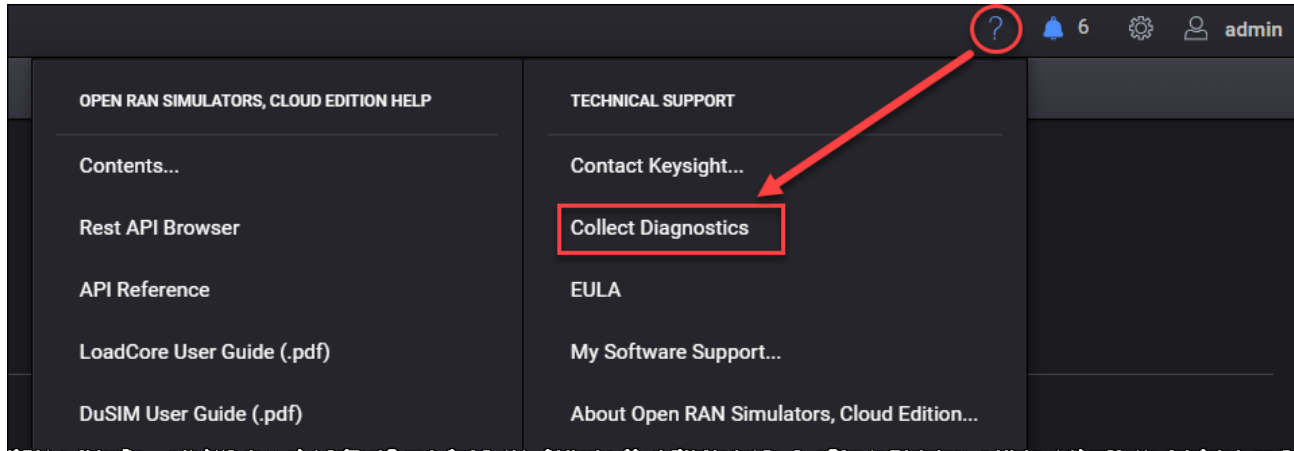 ? 6 admin
OPEN RAN SIMULATORS, CLOUD EDITION HELP
Contents...
Rest API Browser
API Reference
LoadCore User Guide (.pdf)
DuSIM User Guide (.pdf)
TECHNICAL SUPPORT
Contact Keysight...
Collect Diagnostics
EULA
My Software Support...
About Open RAN Simulators, Cloud Edition...